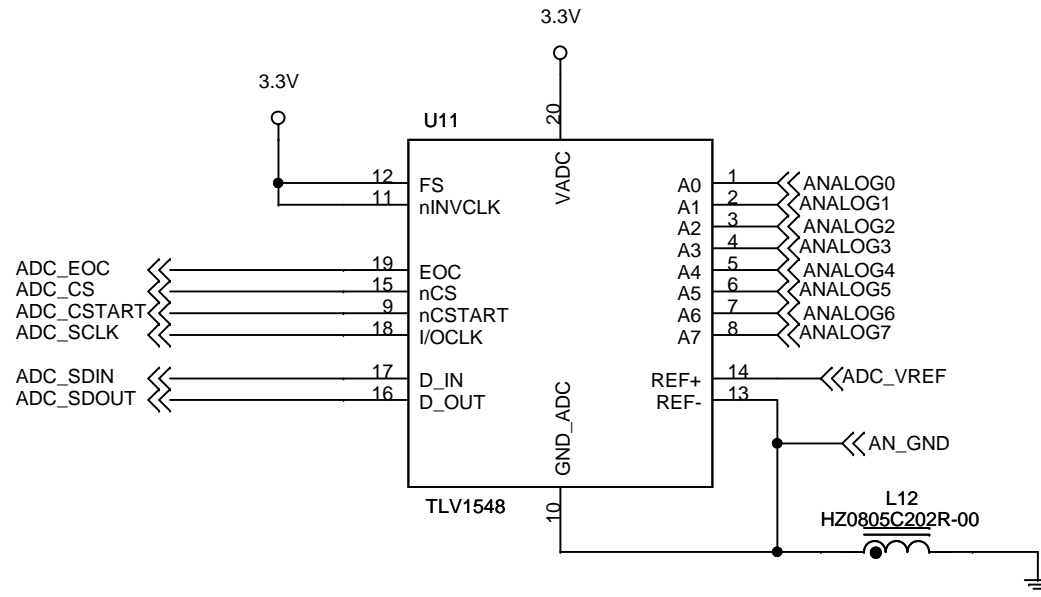 3.3V
3.3V
U11
20
VADC
12 FS
11 nINVCLK
ADC_EOC 19 EOC
ADC_CS 15 nCS
ADC_CSTART 9 nCSTART
ADC_SCLK 18 I/OCLK
ADC_SDIN 17 D_IN
ADC_SDOUT 16 D_OUT
A0 1 ANALOG0
A1 2 ANALOG1
A2 3 ANALOG2
A3 4 ANALOG3
A4 5 ANALOG4
A5 6 ANALOG5
A6 7 ANALOG6
A7 8 ANALOG7
REF+ 14 ADC_VREF
REF- 13
AN_GND
GND_ADC
10
TLV1548
L12
HZ0805C202R-00